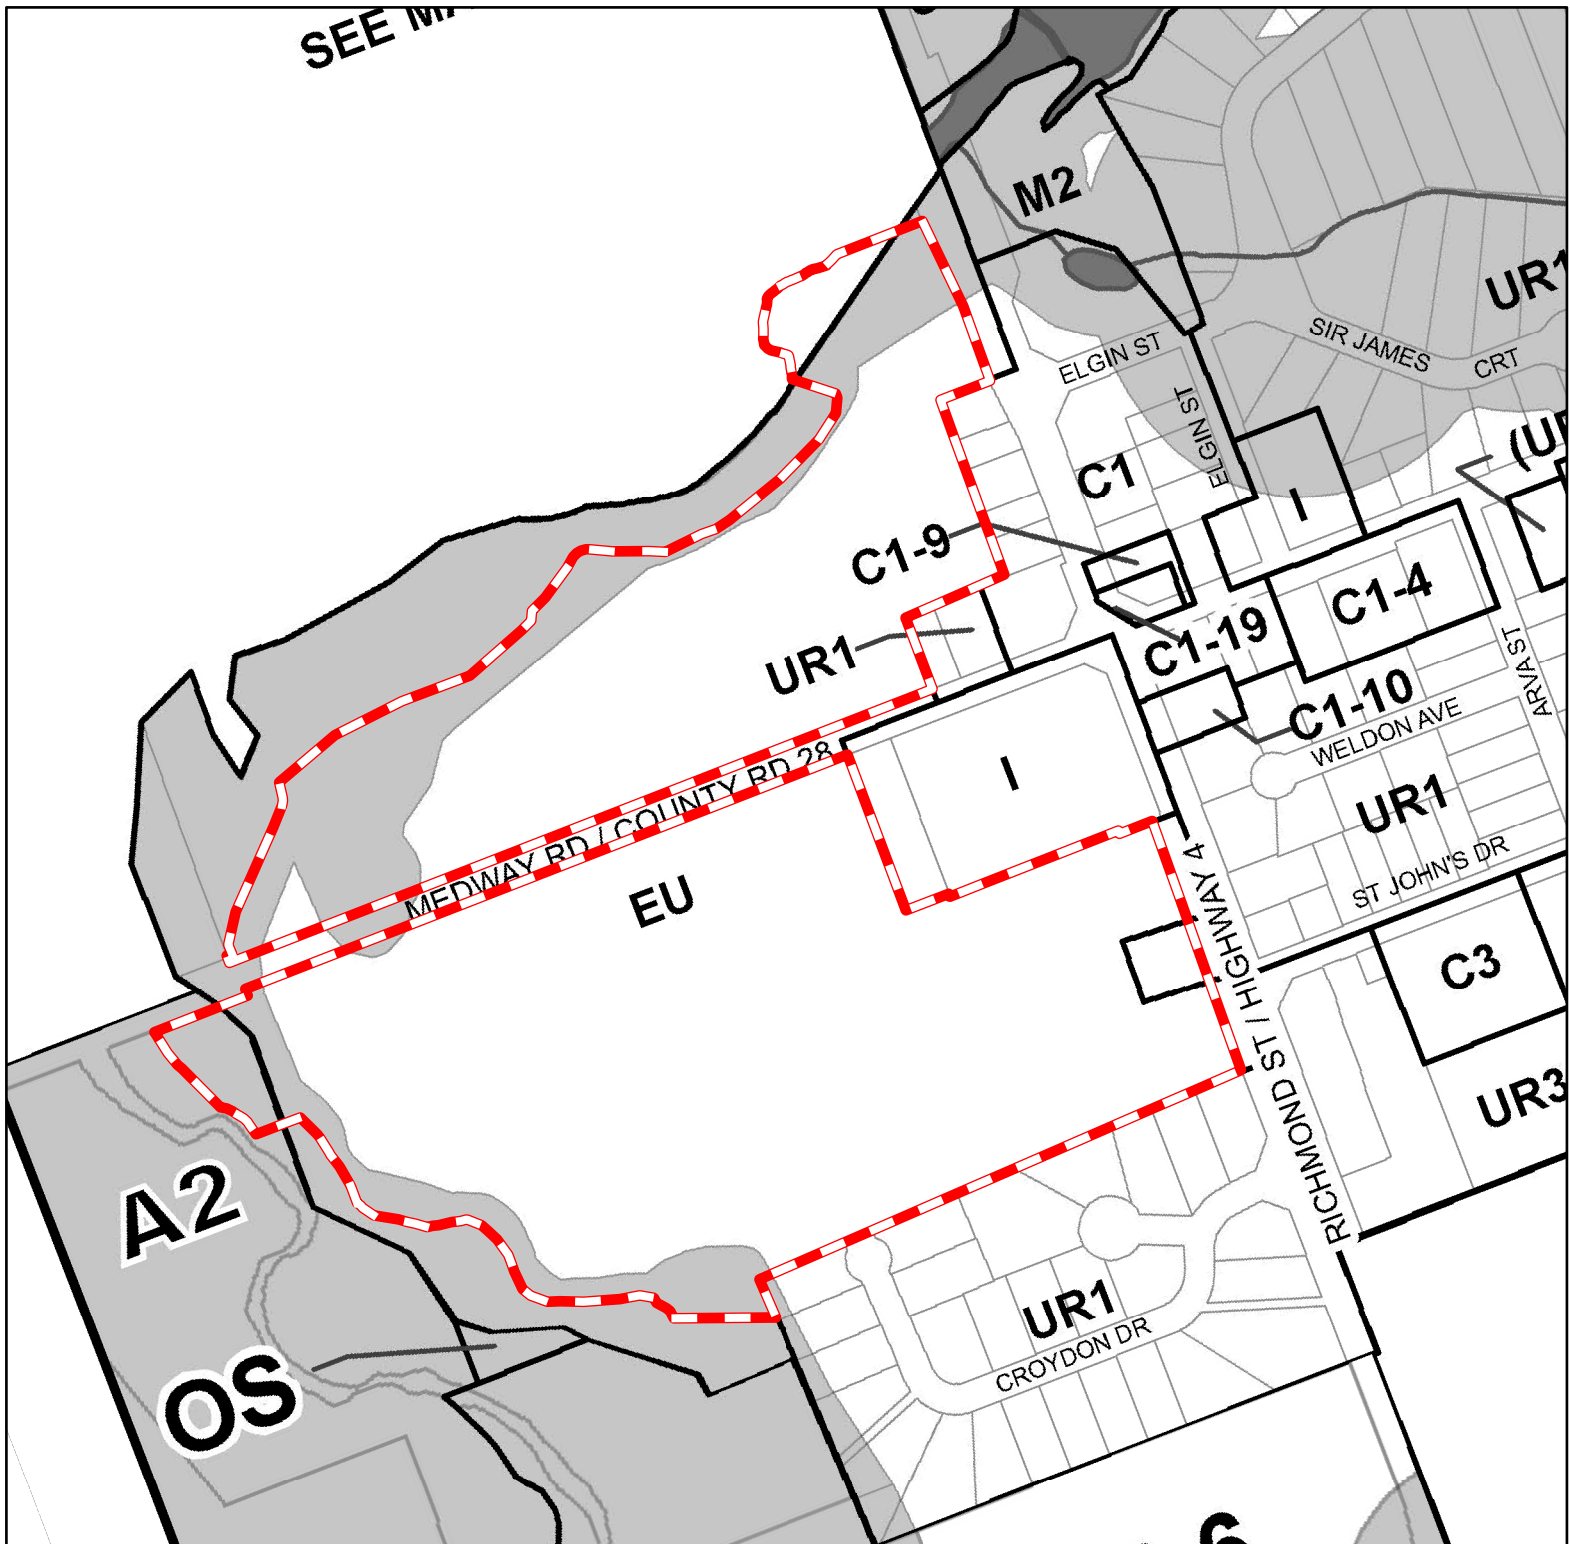 SEE
M2
UR1
SIR JAMES
CRT
ELGIN ST
ELGIN ST
C1
I
C1-9
C1-4
C1-19
UR1
ARVA ST
C1-10
WELDON AVE
MEDWAY RD / COUNTY RD 28
I
UR1
ST JOHN'S DR
EU
RICHMOND ST / HIGHWAY 4
C3
UR3
A2
UR1
CROYDON DR
OS